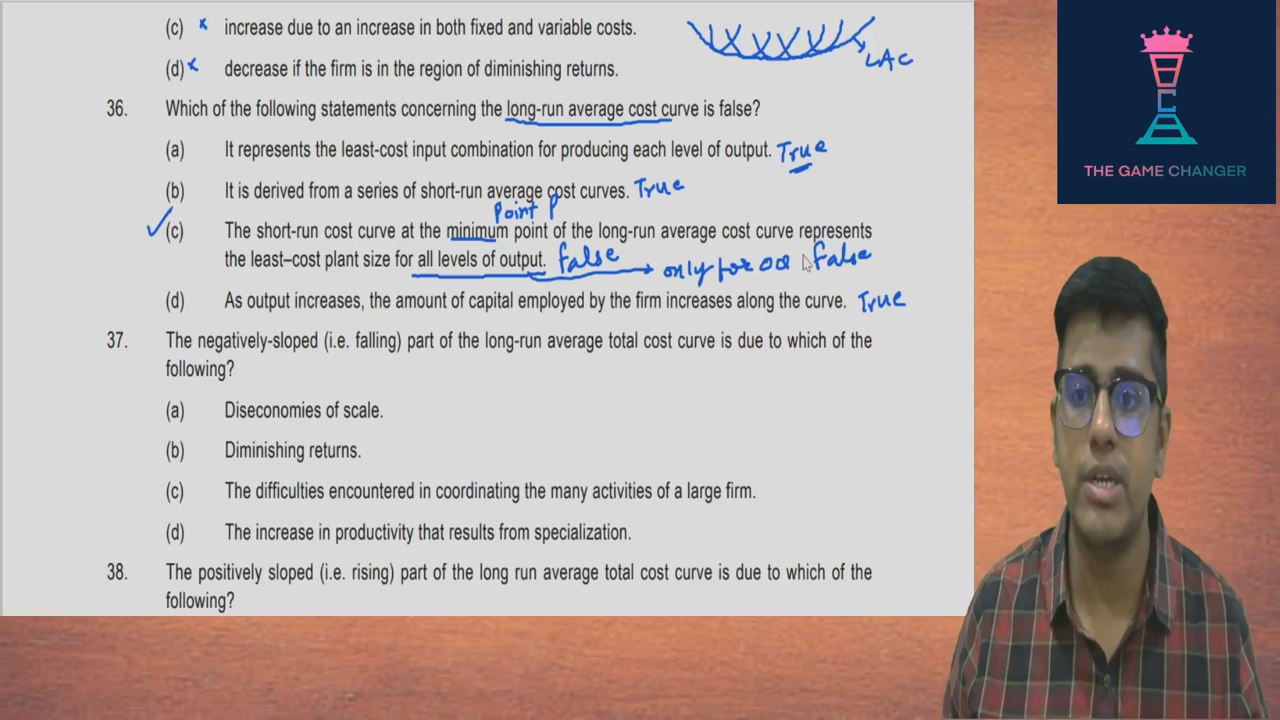 (c) x increase due to an increase in both fixed and variable costs.
LAC
(d) x decrease if the firm is in the region of diminishing returns.
36. Which of the following statements concerning the long-run average cost curve is false?
(a) It represents the least-cost input combination for producing each level of output. True
(b) It is derived from a series of short-run average cost curves. True
Point P
✓(c) The short-run cost curve at the minimum point of the long-run average cost curve represents
the least–cost plant size for all levels of output. False only for OQ False
(d) As output increases, the amount of capital employed by the firm increases along the curve. True
37. The negatively-sloped (i.e. falling) part of the long-run average total cost curve is due to which of the
following?
(a) Diseconomies of scale.
(b) Diminishing returns.
(c) The difficulties encountered in coordinating the many activities of a large firm.
(d) The increase in productivity that results from specialization.
38. The positively sloped (i.e. rising) part of the long run average total cost curve is due to which of the
following?
THE GAME CHANGER